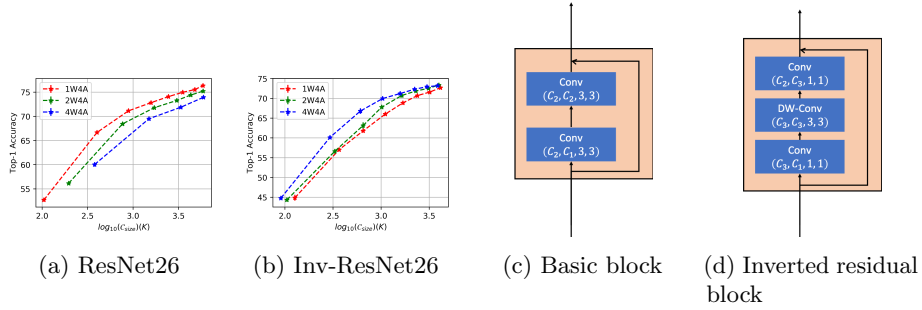 75
70
65
60
55
Top-1 Accuracy
1W4A
2W4A
4W4A
2.0 2.5 3.0 3.5
log₁₀(C_size)(K)
75
70
65
60
55
50
45
Top-1 Accuracy
1W4A
2W4A
4W4A
2.0 2.5 3.0 3.5
log₁₀(C_size)(K)
Conv
(C₂, C₂, 3, 3)
Conv
(C₂, C₁, 3, 3)
Conv
(C₂, C₃, 1, 1)
DW-Conv
(C₃, C₃, 3, 3)
Conv
(C₃, C₁, 1, 1)
(a) ResNet26
(b) Inv-ResNet26
(c) Basic block
(d) Inverted residual
block